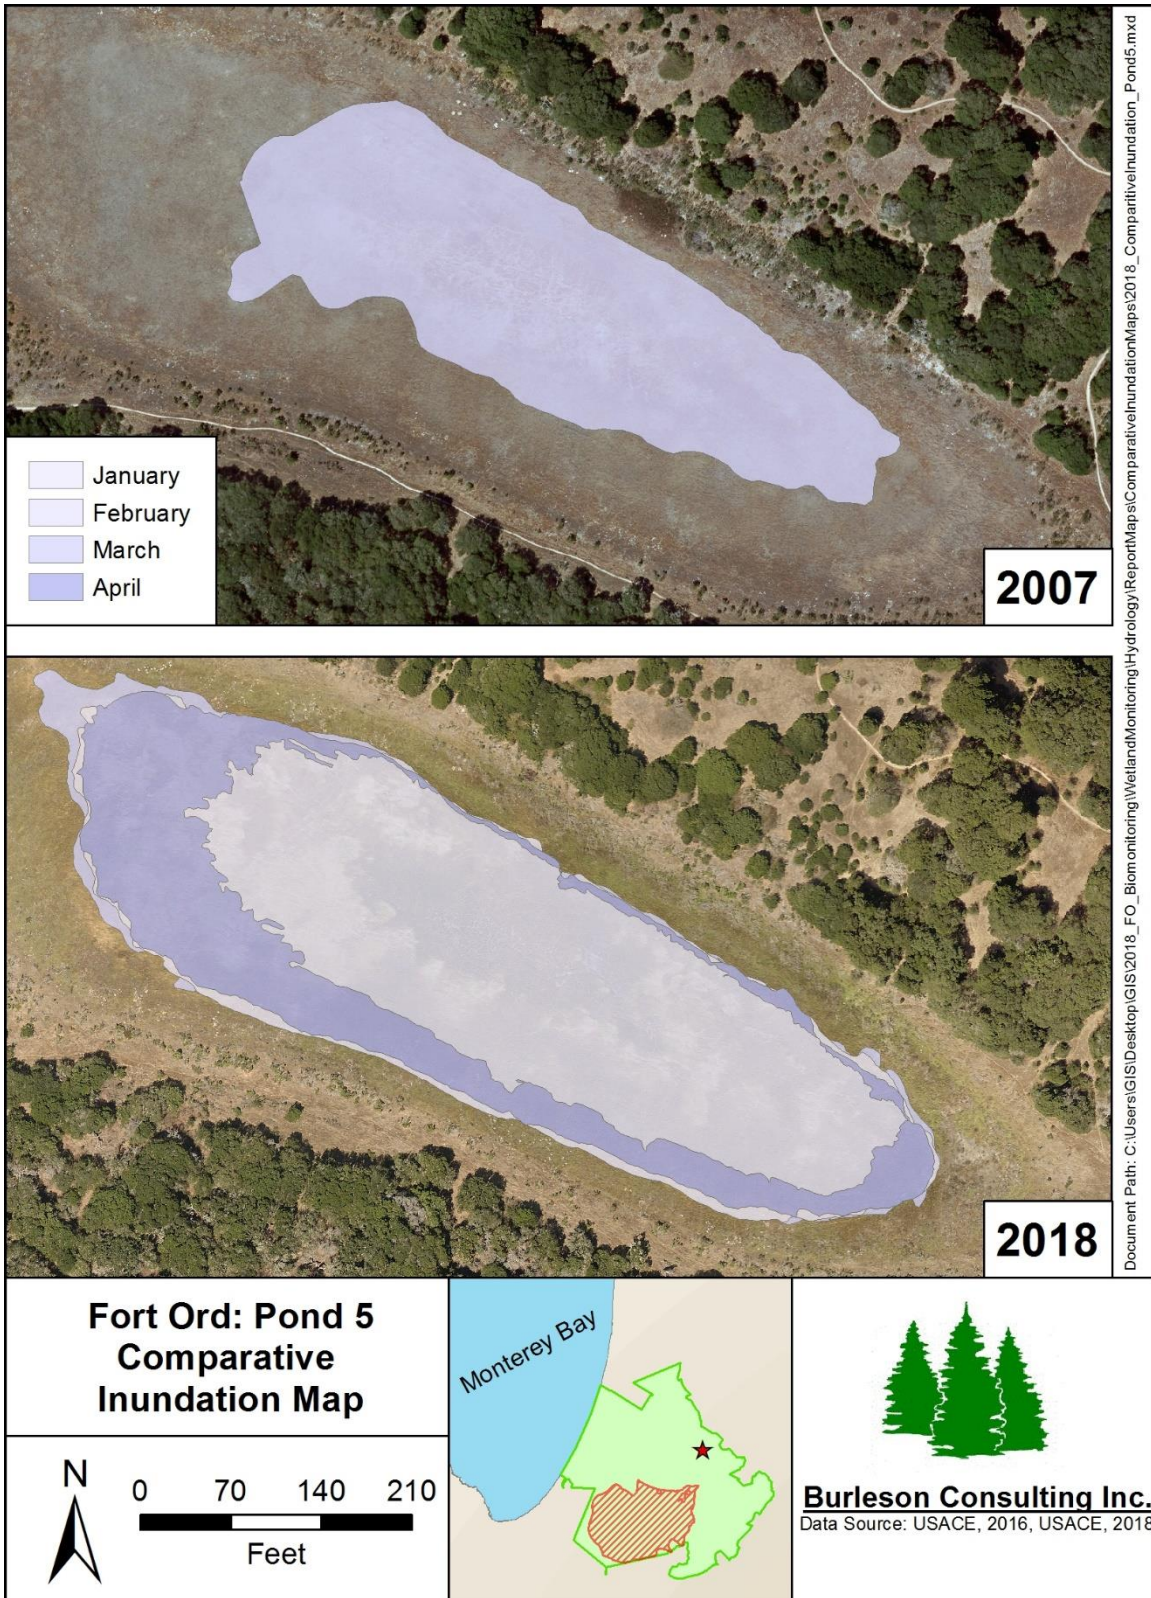 January
February
March
April
2007
2018
Fort Ord: Pond 5
Comparative
Inundation Map
N
0 70 140 210
Feet
Monterey Bay
Burleson Consulting Inc.
Data Source: USACE, 2016, USACE, 2018
Document Path: C:\Users\GIS\Desktop\GIS\2018_FO_Biomonitoring\WetlandMonitoring\Hydrology\ReportMaps\ComparativeInundationMaps\2018_ComparitiveInundation_Pond5.mxd